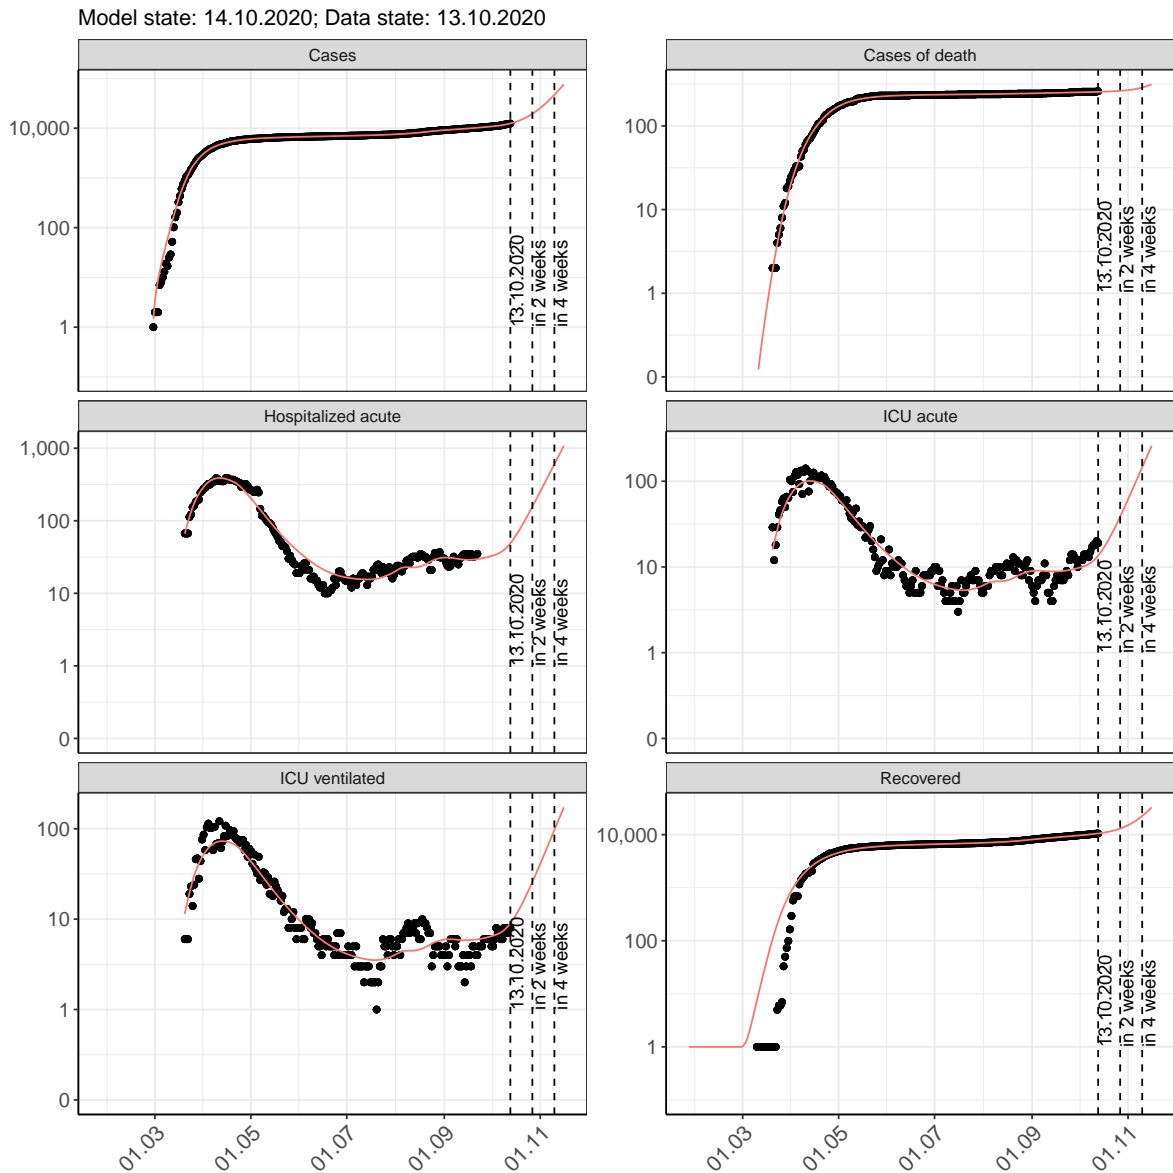 Model state: 14.10.2020; Data state: 13.10.2020
Cases
Cases of death
10,000
100
1
13.10.2020
in 2 weeks
in 4 weeks
100
10
1
0
13.10.2020
in 2 weeks
in 4 weeks
Hospitalized acute
ICU acute
1,000
100
10
1
0
13.10.2020
in 2 weeks
in 4 weeks
100
10
1
0
13.10.2020
in 2 weeks
in 4 weeks
ICU ventilated
Recovered
100
10
1
0
13.10.2020
in 2 weeks
in 4 weeks
10,000
100
1
13.10.2020
in 2 weeks
in 4 weeks
01.03
01.05
01.07
01.09
01.11
01.03
01.05
01.07
01.09
01.11